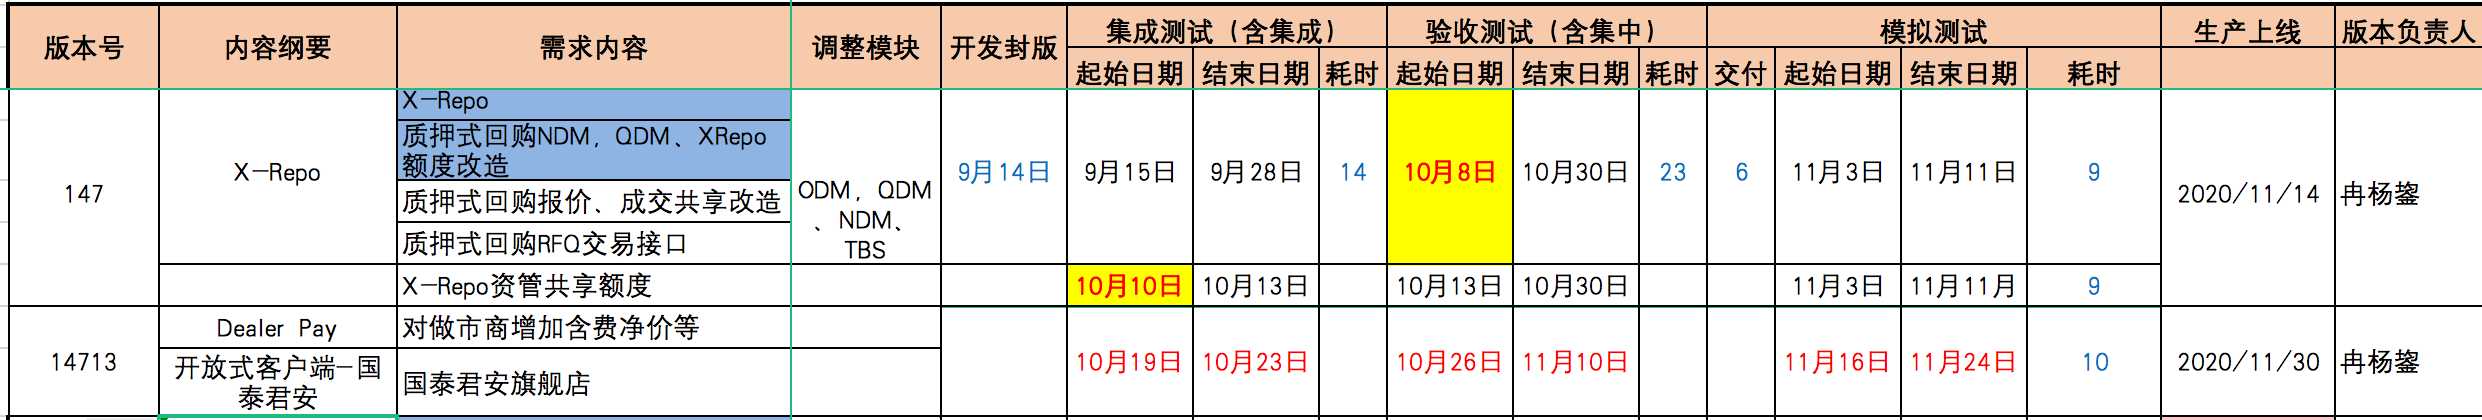 版本号 内容纲要 需求内容 调整模块 开发封版 集成测试（含集成） 验收测试（含集中） 模拟测试 生产上线 版本负责人
起始日期 结束日期 耗时 起始日期 结束日期 耗时 交付 起始日期 结束日期 耗时
147 X-Repo
X-Repo
质押式回购NDM，QDM、XRepo
额度改造
质押式回购报价、成交共享改造
质押式回购RFQ交易接口
ODM，QDM
、NDM、
TBS
9月14日 9月15日 9月28日 14 10月8日 10月30日 23 6 11月3日 11月11日 9 2020/11/14 冉杨鋆
X-Repo资管共享额度 10月10日 10月13日 10月13日 10月30日 11月3日 11月11月 9
14713 Dealer Pay 对做市商增加含费净价等
开放式客户端-国
泰君安
国泰君安旗舰店
10月19日 10月23日 10月26日 11月10日 11月16日 11月24日 10 2020/11/30 冉杨鋆